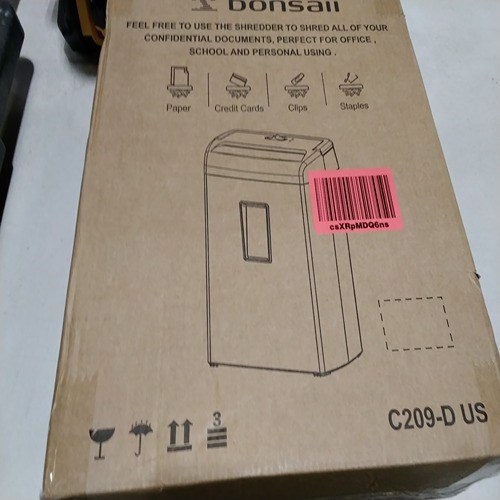 bonsaii
FEEL FREE TO USE THE SHREDDER TO SHRED ALL OF YOUR
CONFIDENTIAL DOCUMENTS, PERFECT FOR OFFICE ,
SCHOOL AND PERSONAL USING .
Paper
Credit Cards
Clips
Staples
csXRpMDQ6ns
3
C209-D US